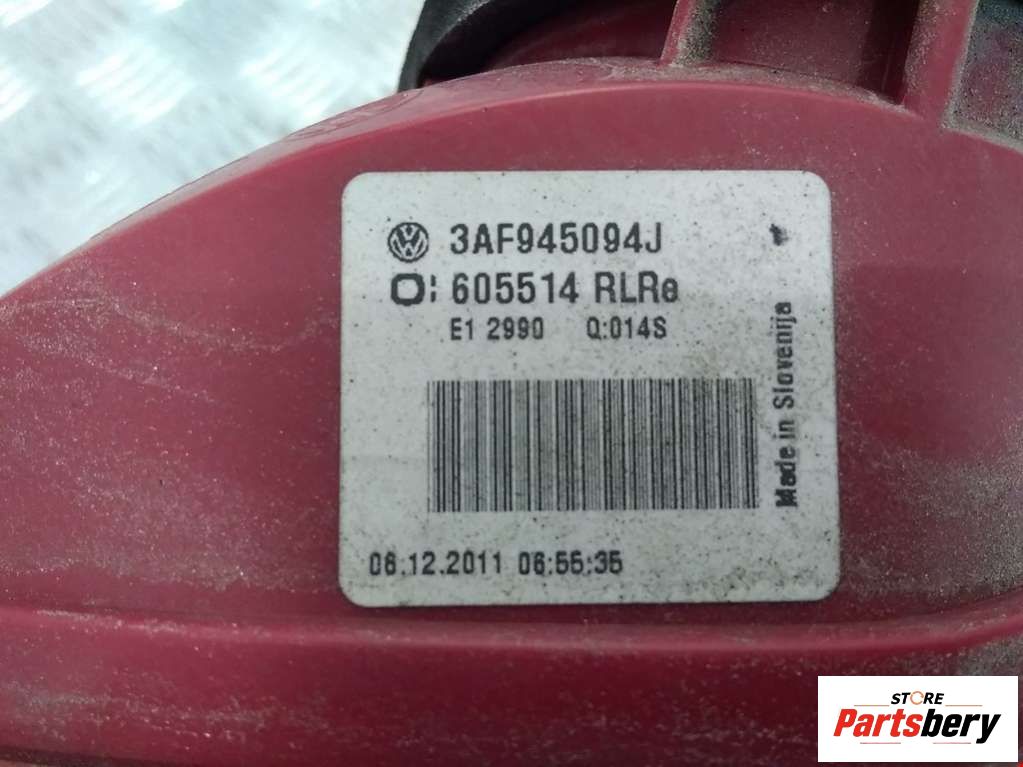 3AF945094J
605514 RLRe
E1 2990 Q:014S
Made in Slovenija
06.12.2011 06:55:35
STORE
Partsbery